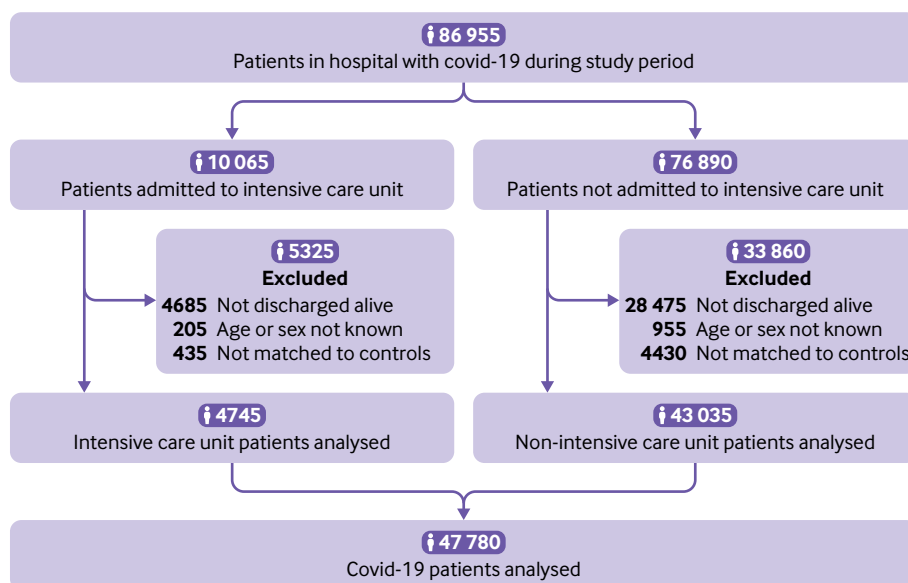 86 955
Patients in hospital with covid-19 during study period
10 065
Patients admitted to intensive care unit
76 890
Patients not admitted to intensive care unit
5325
Excluded
4685 Not discharged alive
205 Age or sex not known
435 Not matched to controls
33 860
Excluded
28 475 Not discharged alive
955 Age or sex not known
4430 Not matched to controls
4745
Intensive care unit patients analysed
43 035
Non-intensive care unit patients analysed
47 780
Covid-19 patients analysed